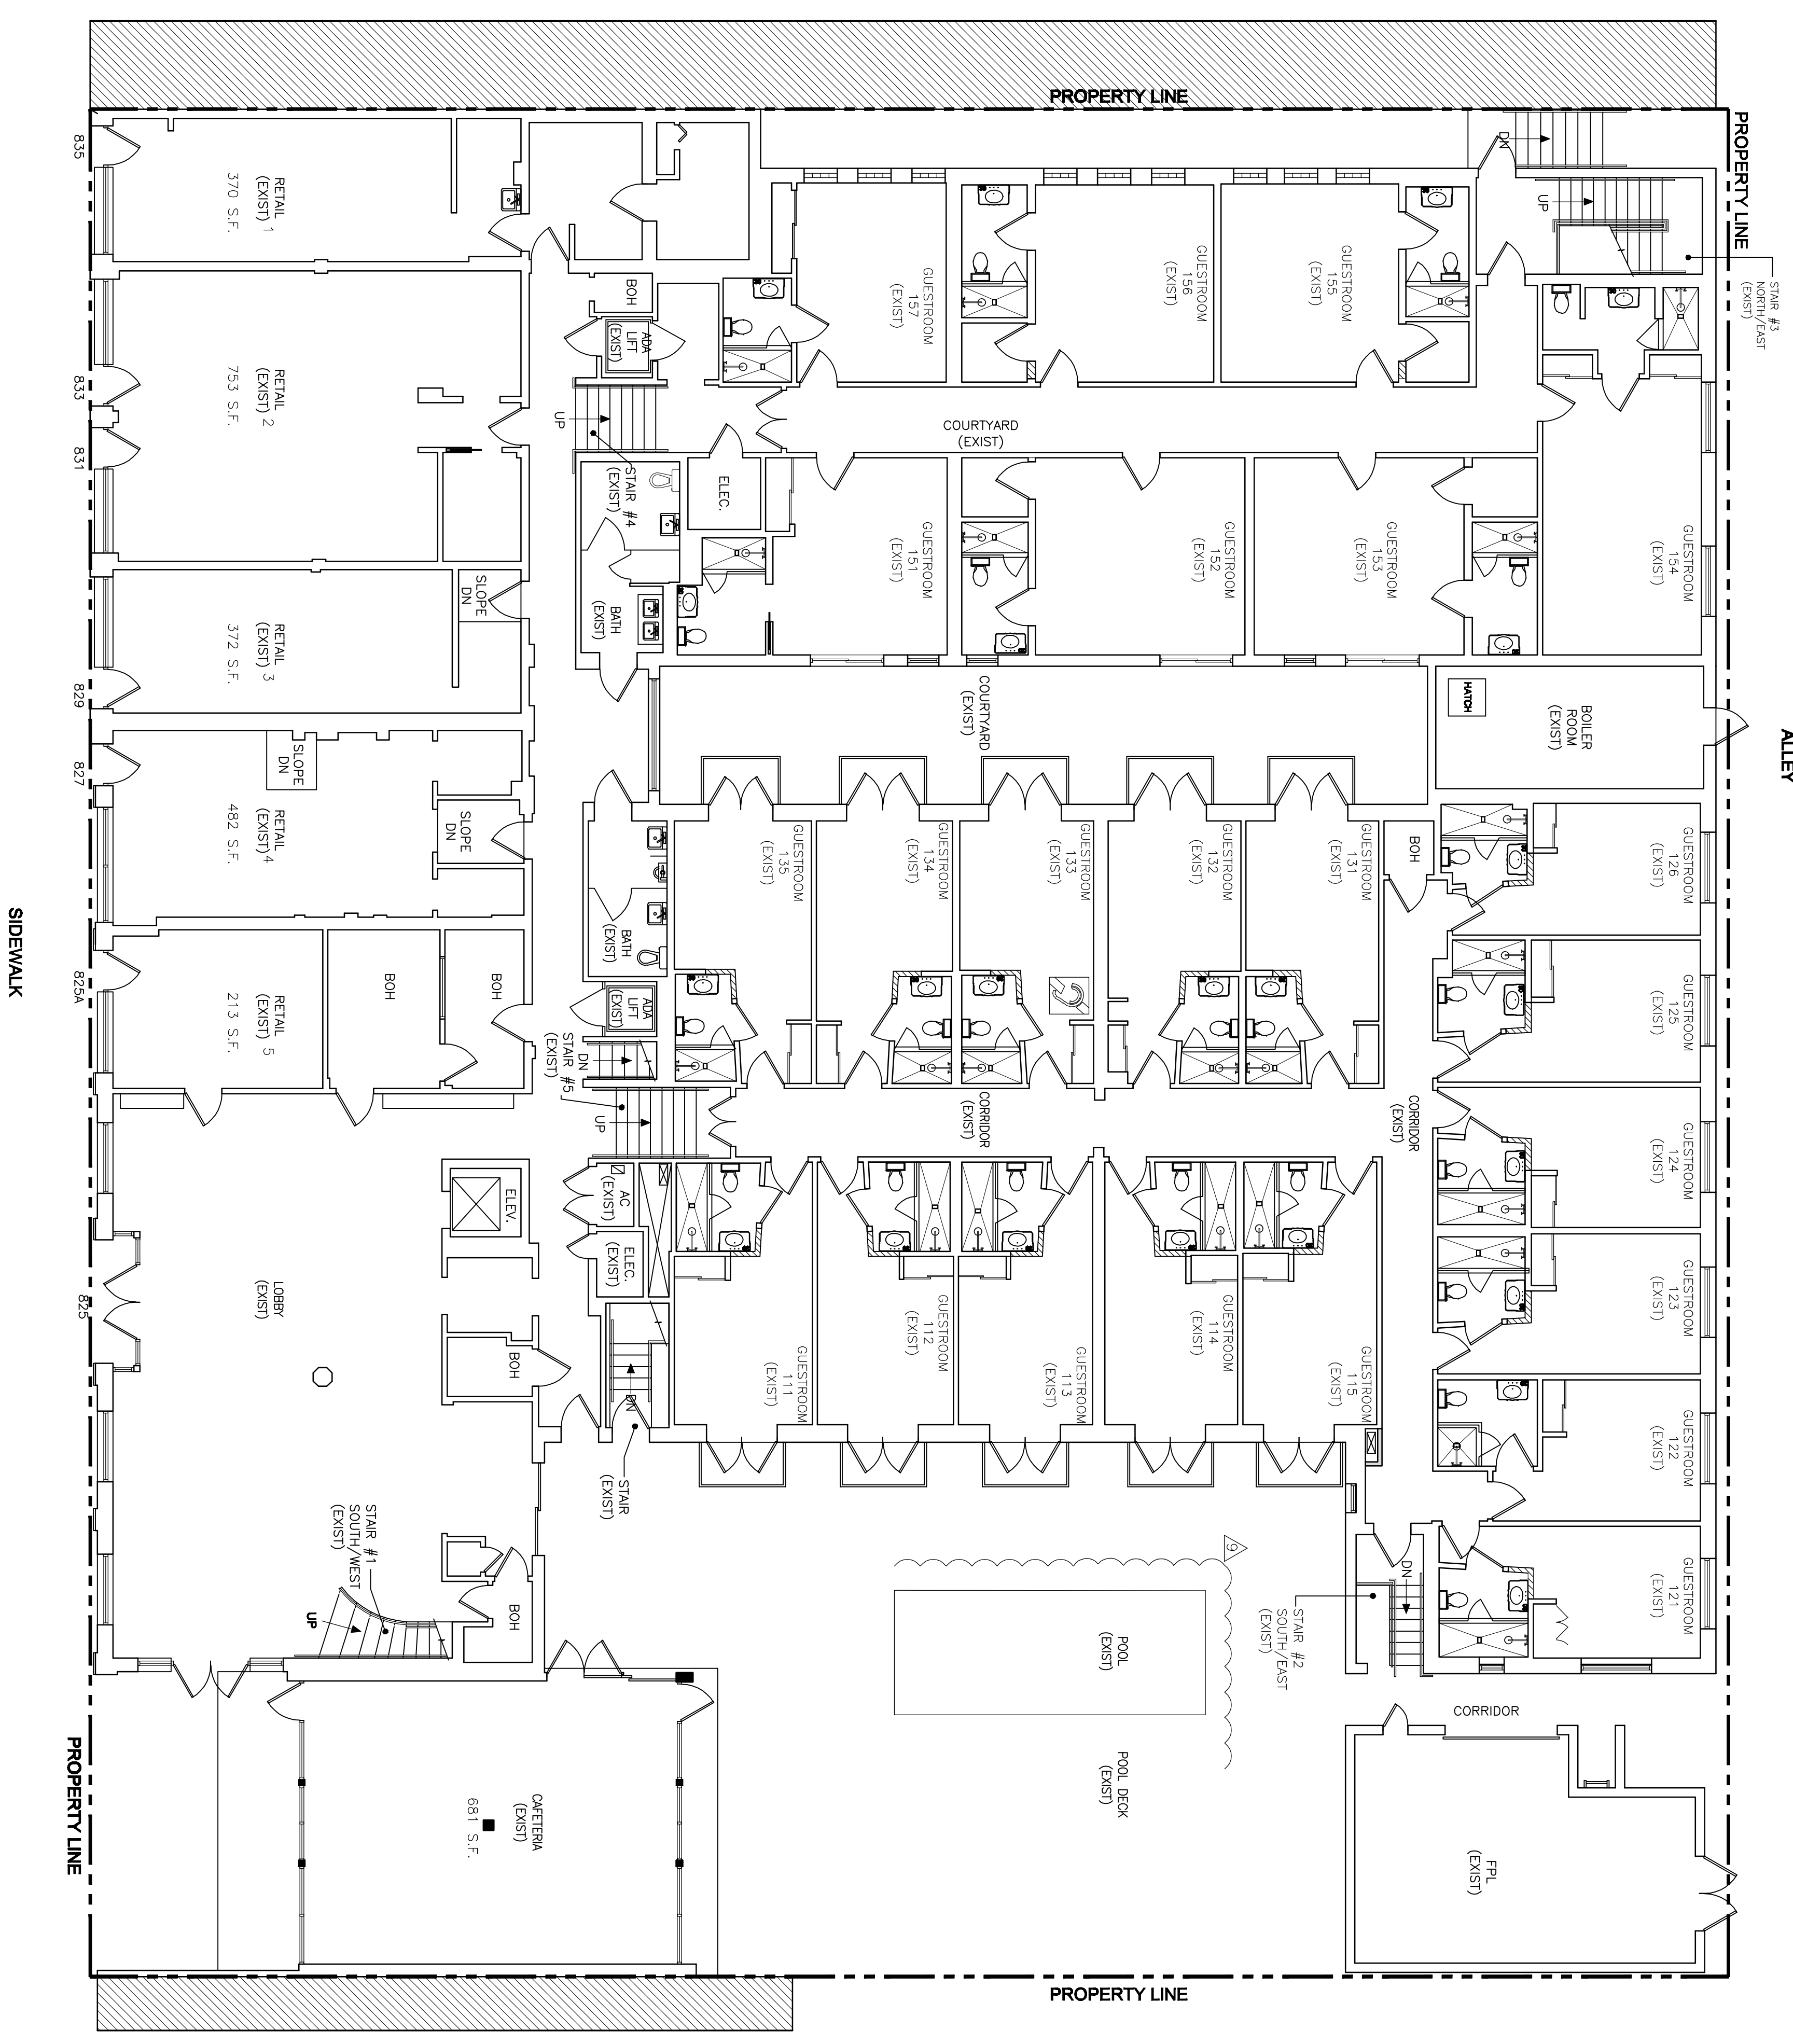 PROPERTY LINE
PROPERTY LINE
DN
UP
STAIR #3
NORTH/EAST
(EXIST)
835
RETAIL 1
(EXIST)
370 S.F.
BOH
ADA
LIFT
(EXIST)
GUESTROOM
157
(EXIST)
GUESTROOM
156
(EXIST)
GUESTROOM
155
(EXIST)
833
RETAIL 2
(EXIST)
753 S.F.
831
UP
STAIR #4
(EXIST)
COURTYARD
(EXIST)
ELEC.
GUESTROOM
151
(EXIST)
GUESTROOM
152
(EXIST)
GUESTROOM
153
(EXIST)
GUESTROOM
154
(EXIST)
BATH
(EXIST)
SLOPE
DN
RETAIL 3
(EXIST)
372 S.F.
829
COURTYARD
(EXIST)
HATCH
BOILER
ROOM
(EXIST)
ALLEY
827
SLOPE
DN
RETAIL 4
(EXIST)
482 S.F.
SLOPE
DN
GUESTROOM
135
(EXIST)
GUESTROOM
134
(EXIST)
GUESTROOM
133
(EXIST)
GUESTROOM
132
(EXIST)
GUESTROOM
131
(EXIST)
BOH
GUESTROOM
126
(EXIST)
SIDEWALK
BATH
(EXIST)
825A
RETAIL 5
(EXIST)
213 S.F.
BOH
BOH
ADA
LIFT
(EXIST)
DN
STAIR #5
(EXIST)
UP
GUESTROOM
125
(EXIST)
CORRIDOR
(EXIST)
CORRIDOR
(EXIST)
GUESTROOM
124
(EXIST)
ELEV.
AC
(EXIST)
ELEC.
(EXIST)
825
LOBBY
(EXIST)
BOH
DN
STAIR
(EXIST)
GUESTROOM
111
(EXIST)
GUESTROOM
112
(EXIST)
GUESTROOM
113
(EXIST)
GUESTROOM
114
(EXIST)
GUESTROOM
115
(EXIST)
GUESTROOM
123
(EXIST)
GUESTROOM
122
(EXIST)
STAIR #1
SOUTH/WEST
(EXIST)
UP
BOH
9
DN
STAIR #2
SOUTH/EAST
(EXIST)
GUESTROOM
121
(EXIST)
POOL
(EXIST)
CORRIDOR
PROPERTY LINE
CAFETERIA
(EXIST)
681 S.F.
POOL DECK
(EXIST)
FPL
(EXIST)
PROPERTY LINE